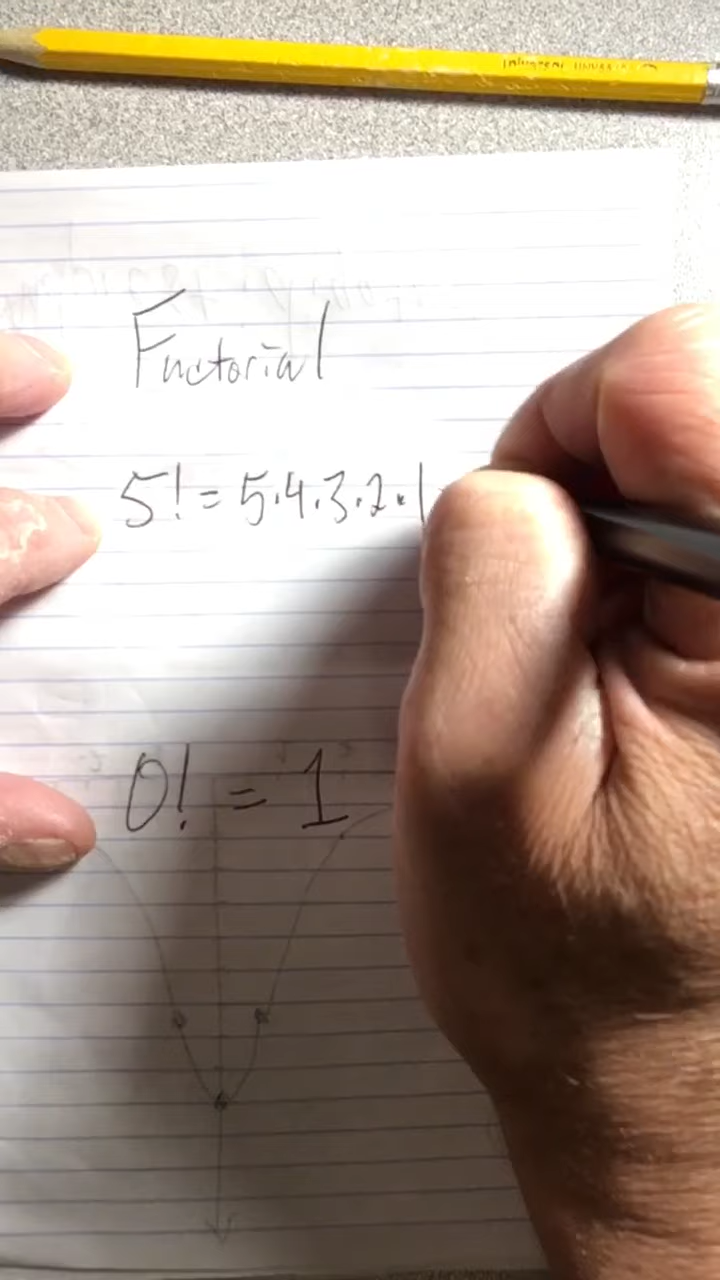 Factorial
5! = 5·4·3·2·1
0! = 1